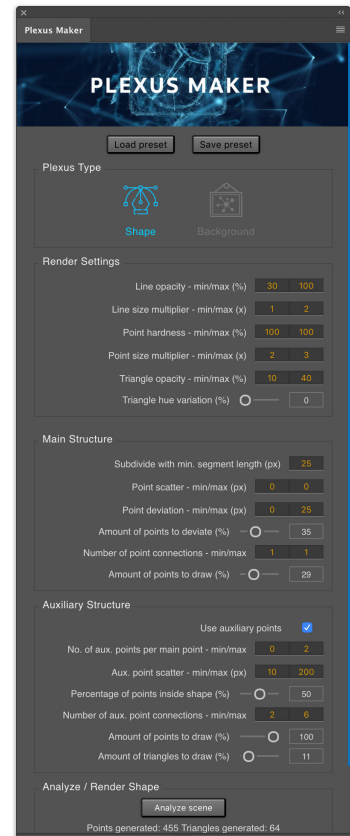 Plexus Maker
PLEXUS MAKER
Load preset Save preset
Plexus Type
Shape Background
Render Settings
Line opacity - min/max (%) 30 100
Line size multiplier - min/max (x) 1 2
Point hardness - min/max (%) 100 100
Point size multiplier - min/max (x) 2 3
Triangle opacity - min/max (%) 10 40
Triangle hue variation (%) 0
Main Structure
Subdivide with min. segment length (px) 25
Point scatter - min/max (px) 0 0
Point deviation - min/max (px) 0 25
Amount of points to deviate (%) 35
Number of point connections - min/max 1 1
Amount of points to draw (%) 29
Auxiliary Structure
Use auxiliary points
No. of aux. points per main point - min/max 0 2
Aux. point scatter - min/max (px) 10 200
Percentage of points inside shape (%) 50
Number of aux. point connections - min/max 2 6
Amount of points to draw (%) 100
Amount of triangles to draw (%) 11
Analyze / Render Shape
Analyze scene
Points generated: 455 Triangles generated: 64